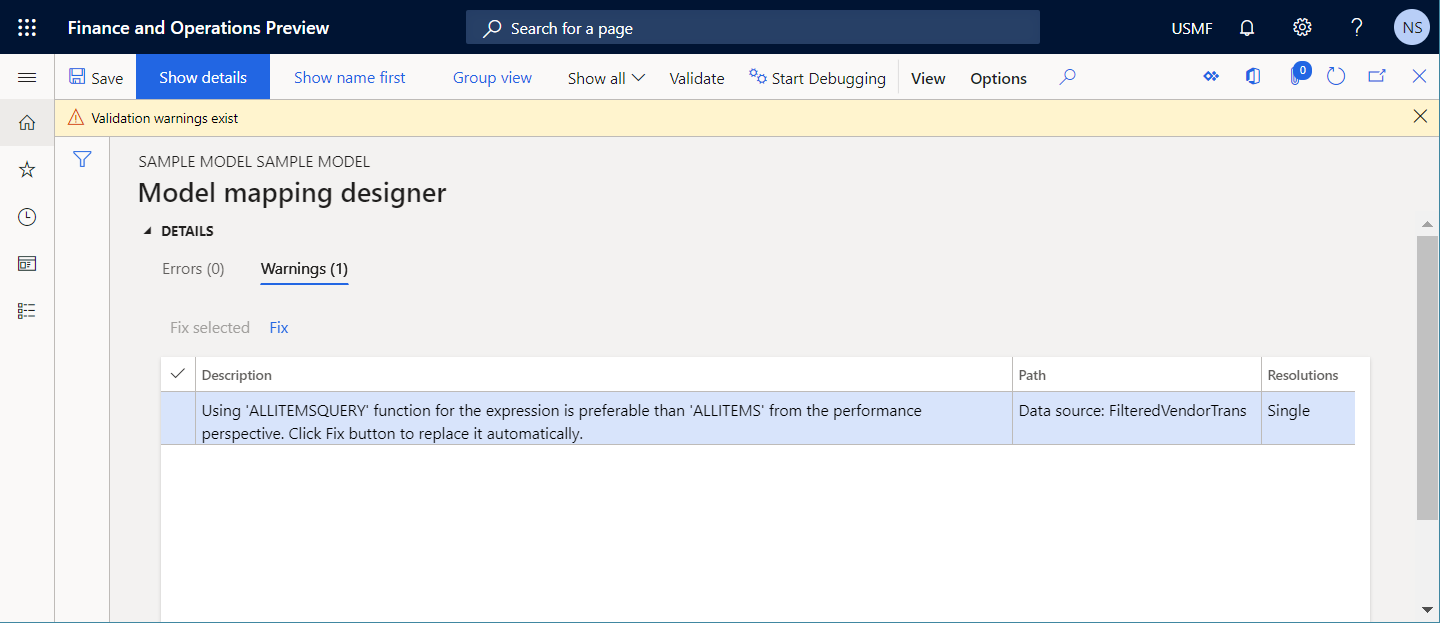 Finance and Operations Preview
Search for a page
USMF
?
NS
Save
Show details
Show name first
Group view
Show all
Validate
Start Debugging
View
Options
0
Validation warnings exist
SAMPLE MODEL SAMPLE MODEL
Model mapping designer
DETAILS
Errors (0)
Warnings (1)
Fix selected
Fix
Description
Path
Resolutions
Using 'ALLITEMSQUERY' function for the expression is preferable than 'ALLITEMS' from the performance
perspective. Click Fix button to replace it automatically.
Data source: FilteredVendorTrans
Single